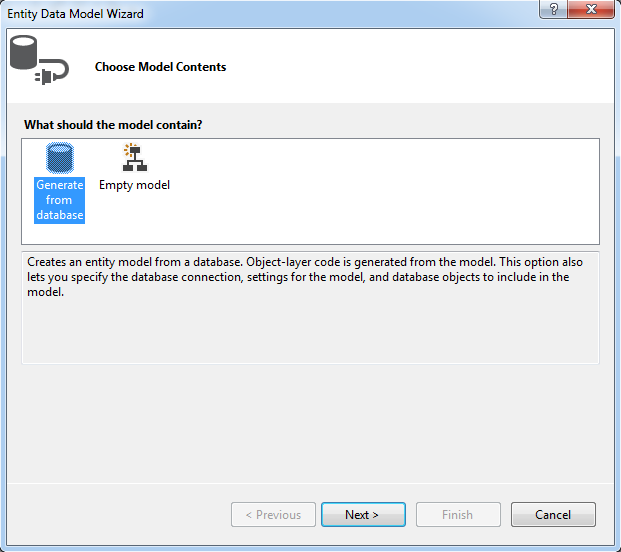 Entity Data Model Wizard
?
Choose Model Contents
What should the model contain?
Generate
from
database
Empty model
Creates an entity model from a database. Object-layer code is generated from the model. This option also
lets you specify the database connection, settings for the model, and database objects to include in the
model.
< Previous
Next >
Finish
Cancel